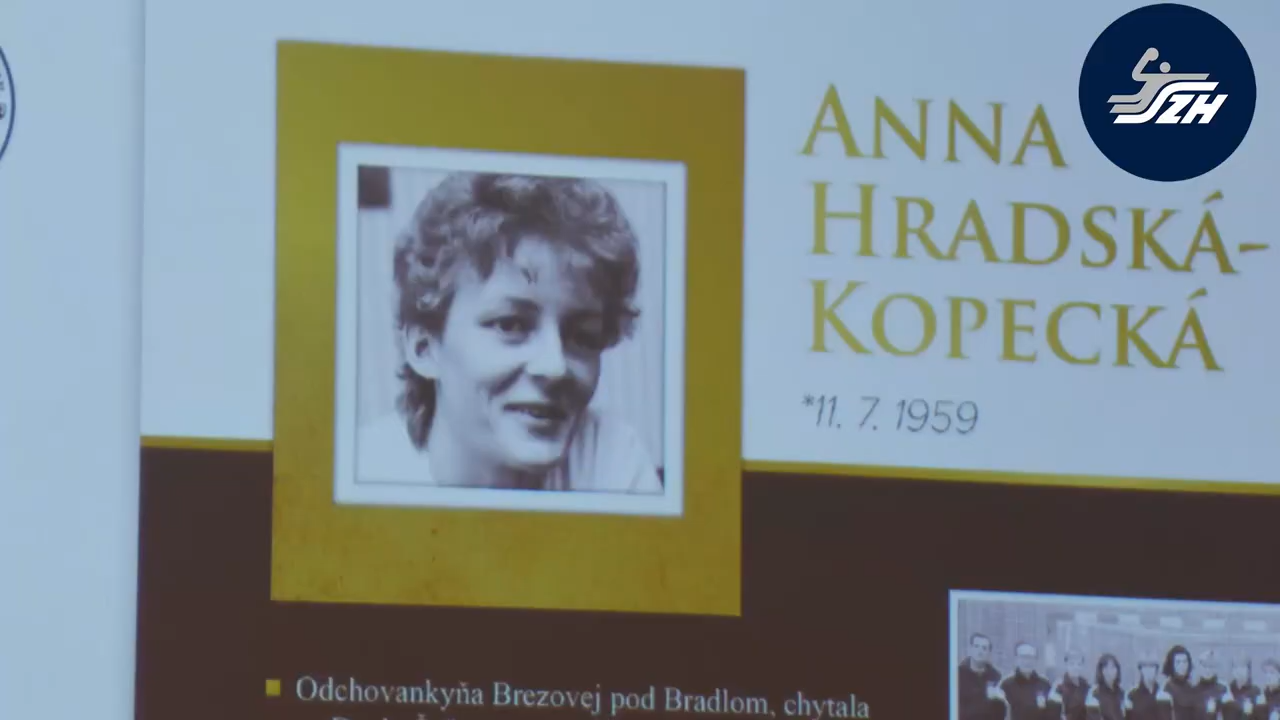 SZH
ANNA
HRADSKÁ-
KOPECKÁ
*11. 7. 1959
Odchovankyňa Brezovej pod Bradlom, chytala